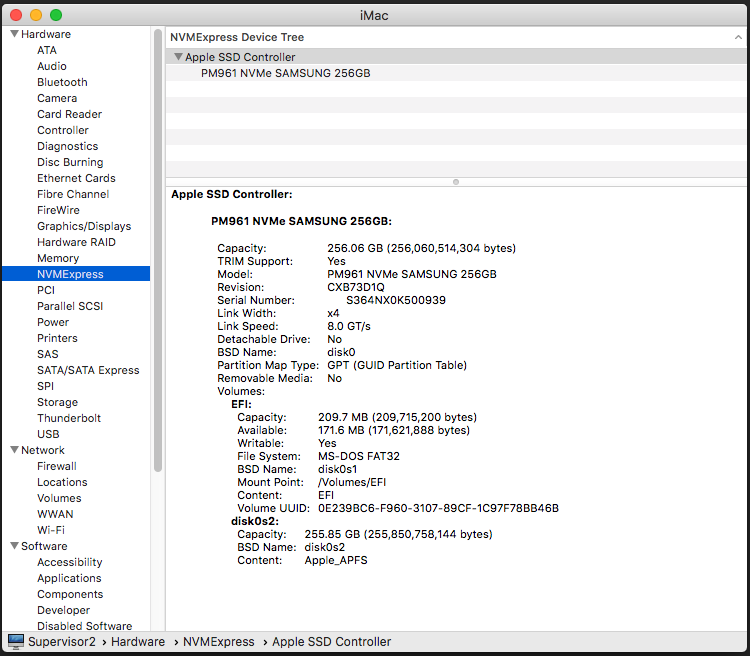 iMac
Hardware
ATA
Audio
Bluetooth
Camera
Card Reader
Controller
Diagnostics
Disc Burning
Ethernet Cards
Fibre Channel
FireWire
Graphics/Displays
Hardware RAID
Memory
NVMExpress
PCI
Parallel SCSI
Power
Printers
SAS
SATA/SATA Express
SPI
Storage
Thunderbolt
USB
Network
Firewall
Locations
Volumes
WWAN
Wi-Fi
Software
Accessibility
Applications
Components
Developer
Disabled Software
NVMExpress Device Tree
Apple SSD Controller
PM961 NVMe SAMSUNG 256GB
Apple SSD Controller:
PM961 NVMe SAMSUNG 256GB:
Capacity: 256.06 GB (256,060,514,304 bytes)
TRIM Support: Yes
Model: PM961 NVMe SAMSUNG 256GB
Revision: CXB73D1Q
Serial Number: S364NX0K500939
Link Width: x4
Link Speed: 8.0 GT/s
Detachable Drive: No
BSD Name: disk0
Partition Map Type: GPT (GUID Partition Table)
Removable Media: No
Volumes:
EFI:
Capacity: 209.7 MB (209,715,200 bytes)
Available: 171.6 MB (171,621,888 bytes)
Writable: Yes
File System: MS-DOS FAT32
BSD Name: disk0s1
Mount Point: /Volumes/EFI
Content: EFI
Volume UUID: 0E239BC6-F960-3107-89CF-1C97F78BB46B
disk0s2:
Capacity: 255.85 GB (255,850,758,144 bytes)
BSD Name: disk0s2
Content: Apple_APFS
Supervisor2 › Hardware › NVMExpress › Apple SSD Controller